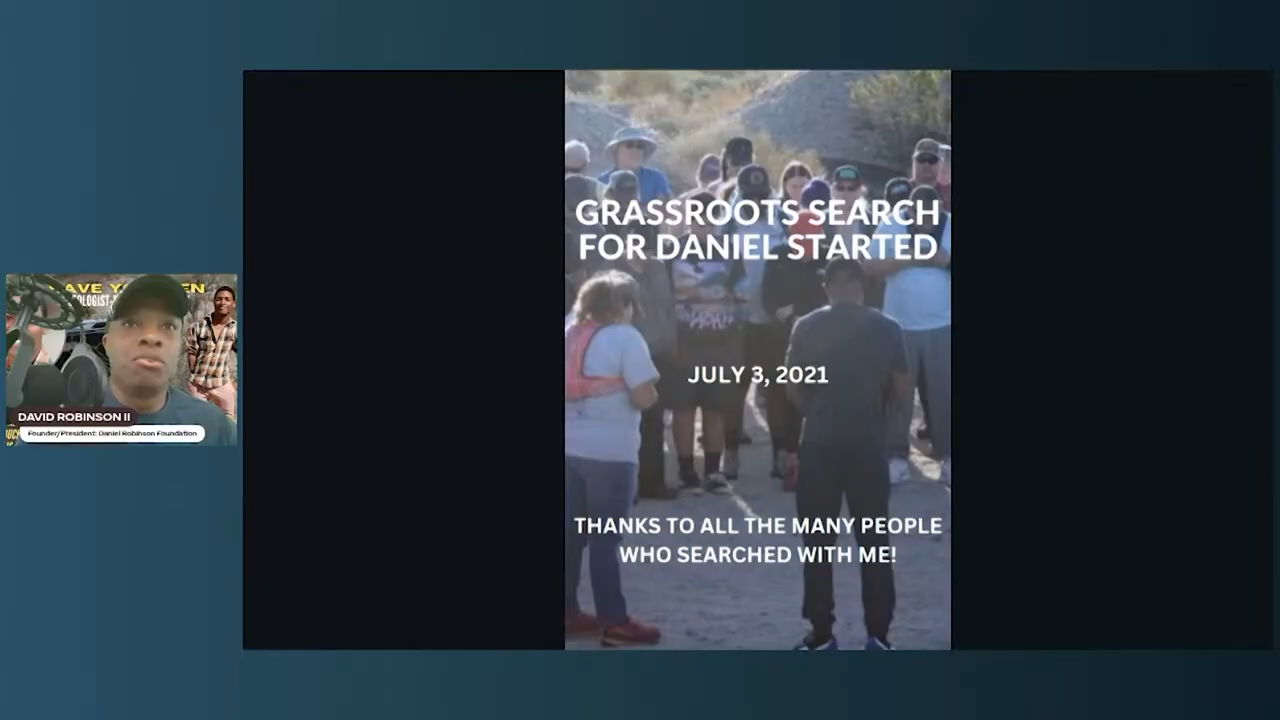 GRASSROOTS SEARCH
FOR DANIEL STARTED
JULY 3, 2021
THANKS TO ALL THE MANY PEOPLE
WHO SEARCHED WITH ME!
DAVID ROBINSON II
Founder/President: Daniel Robinson Foundation